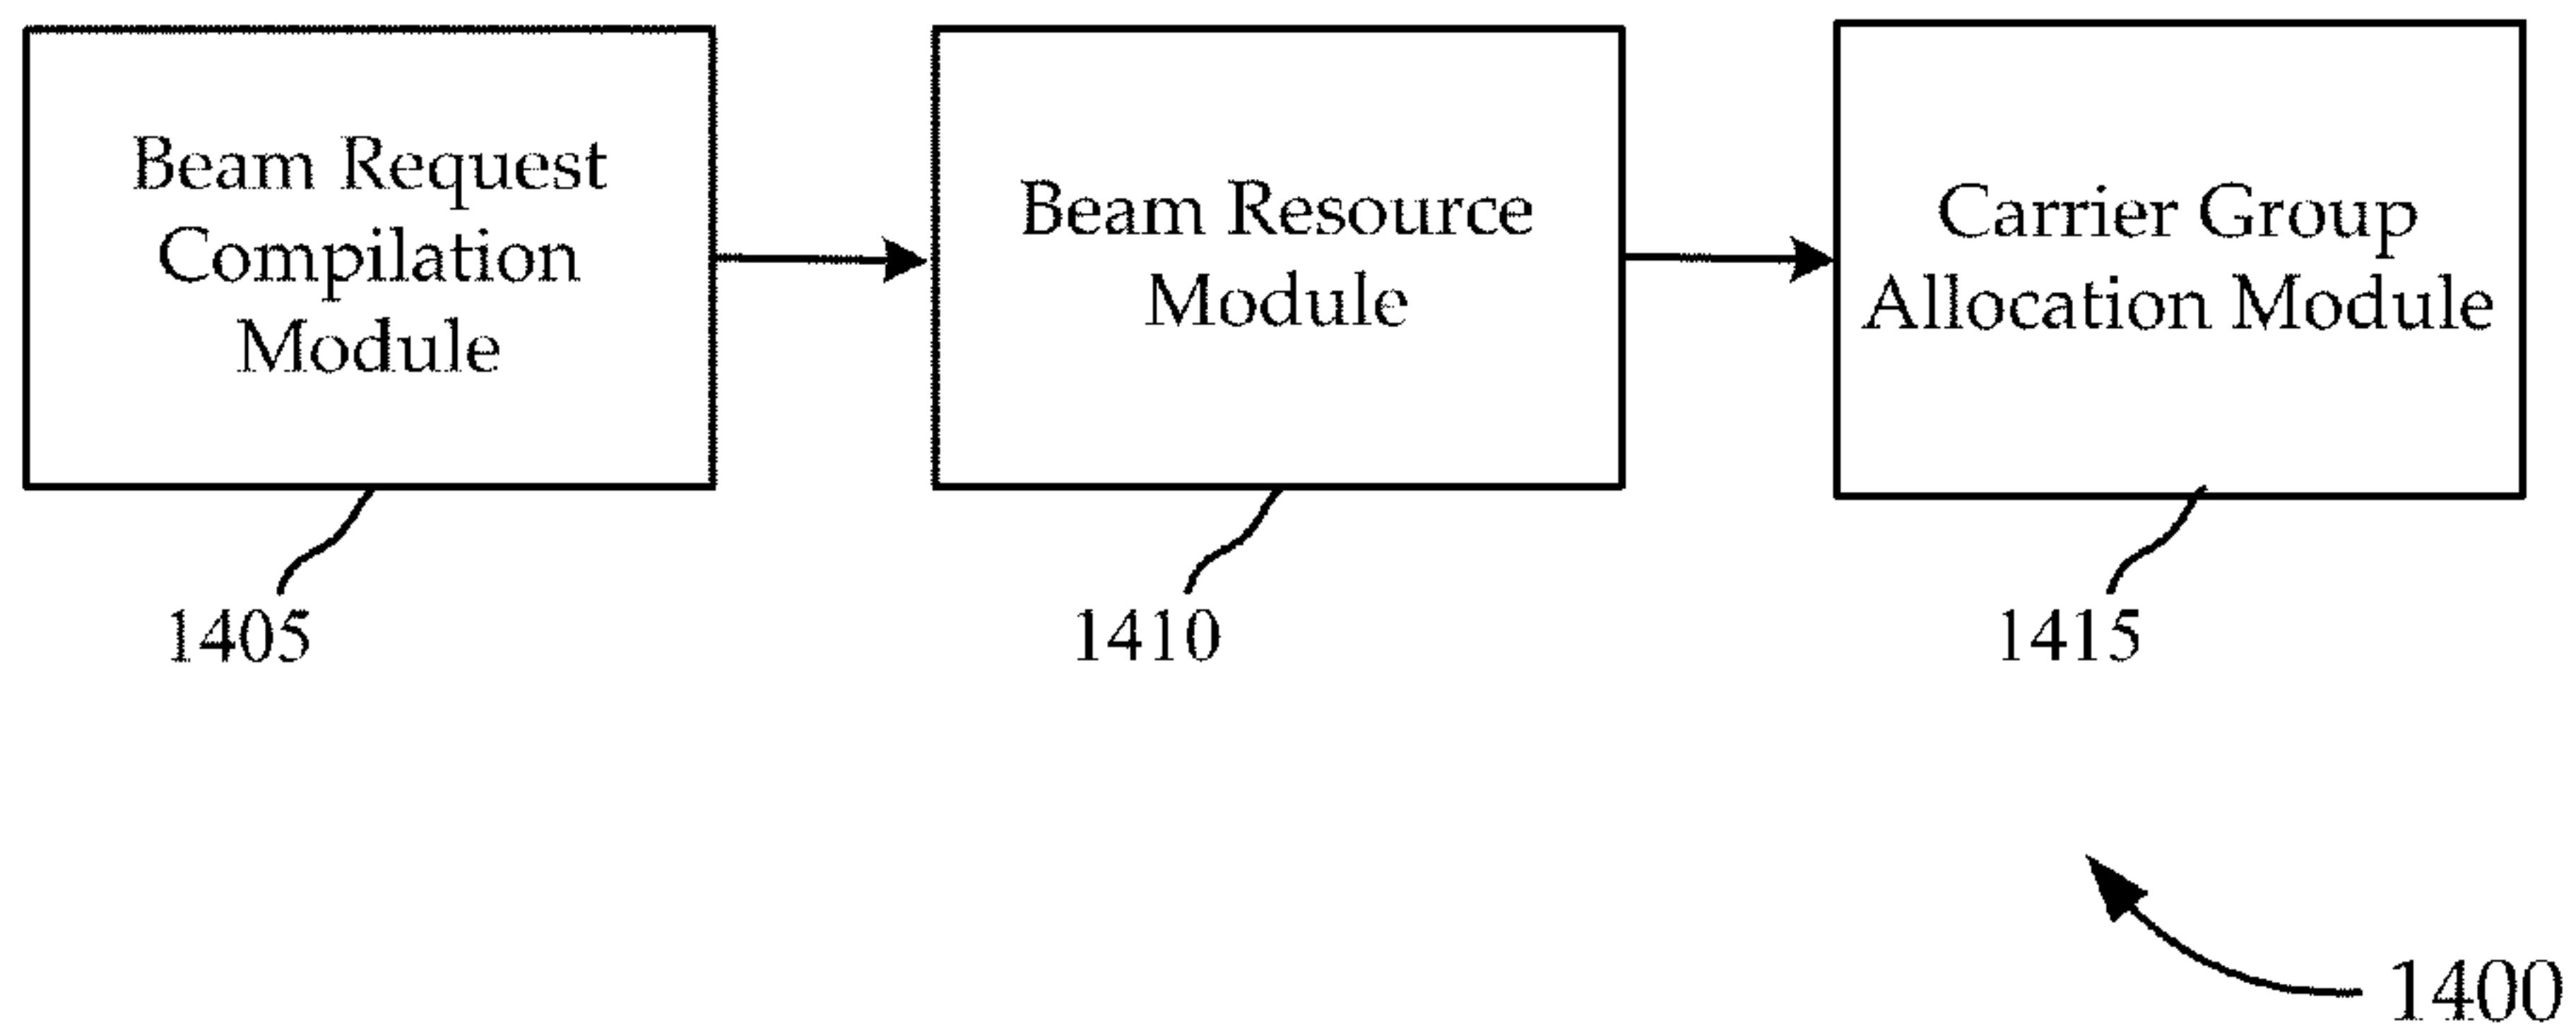 Beam Request
Compilation
Module
Beam Resource
Module
Carrier Group
Allocation Module
1405
1410
1415
1400